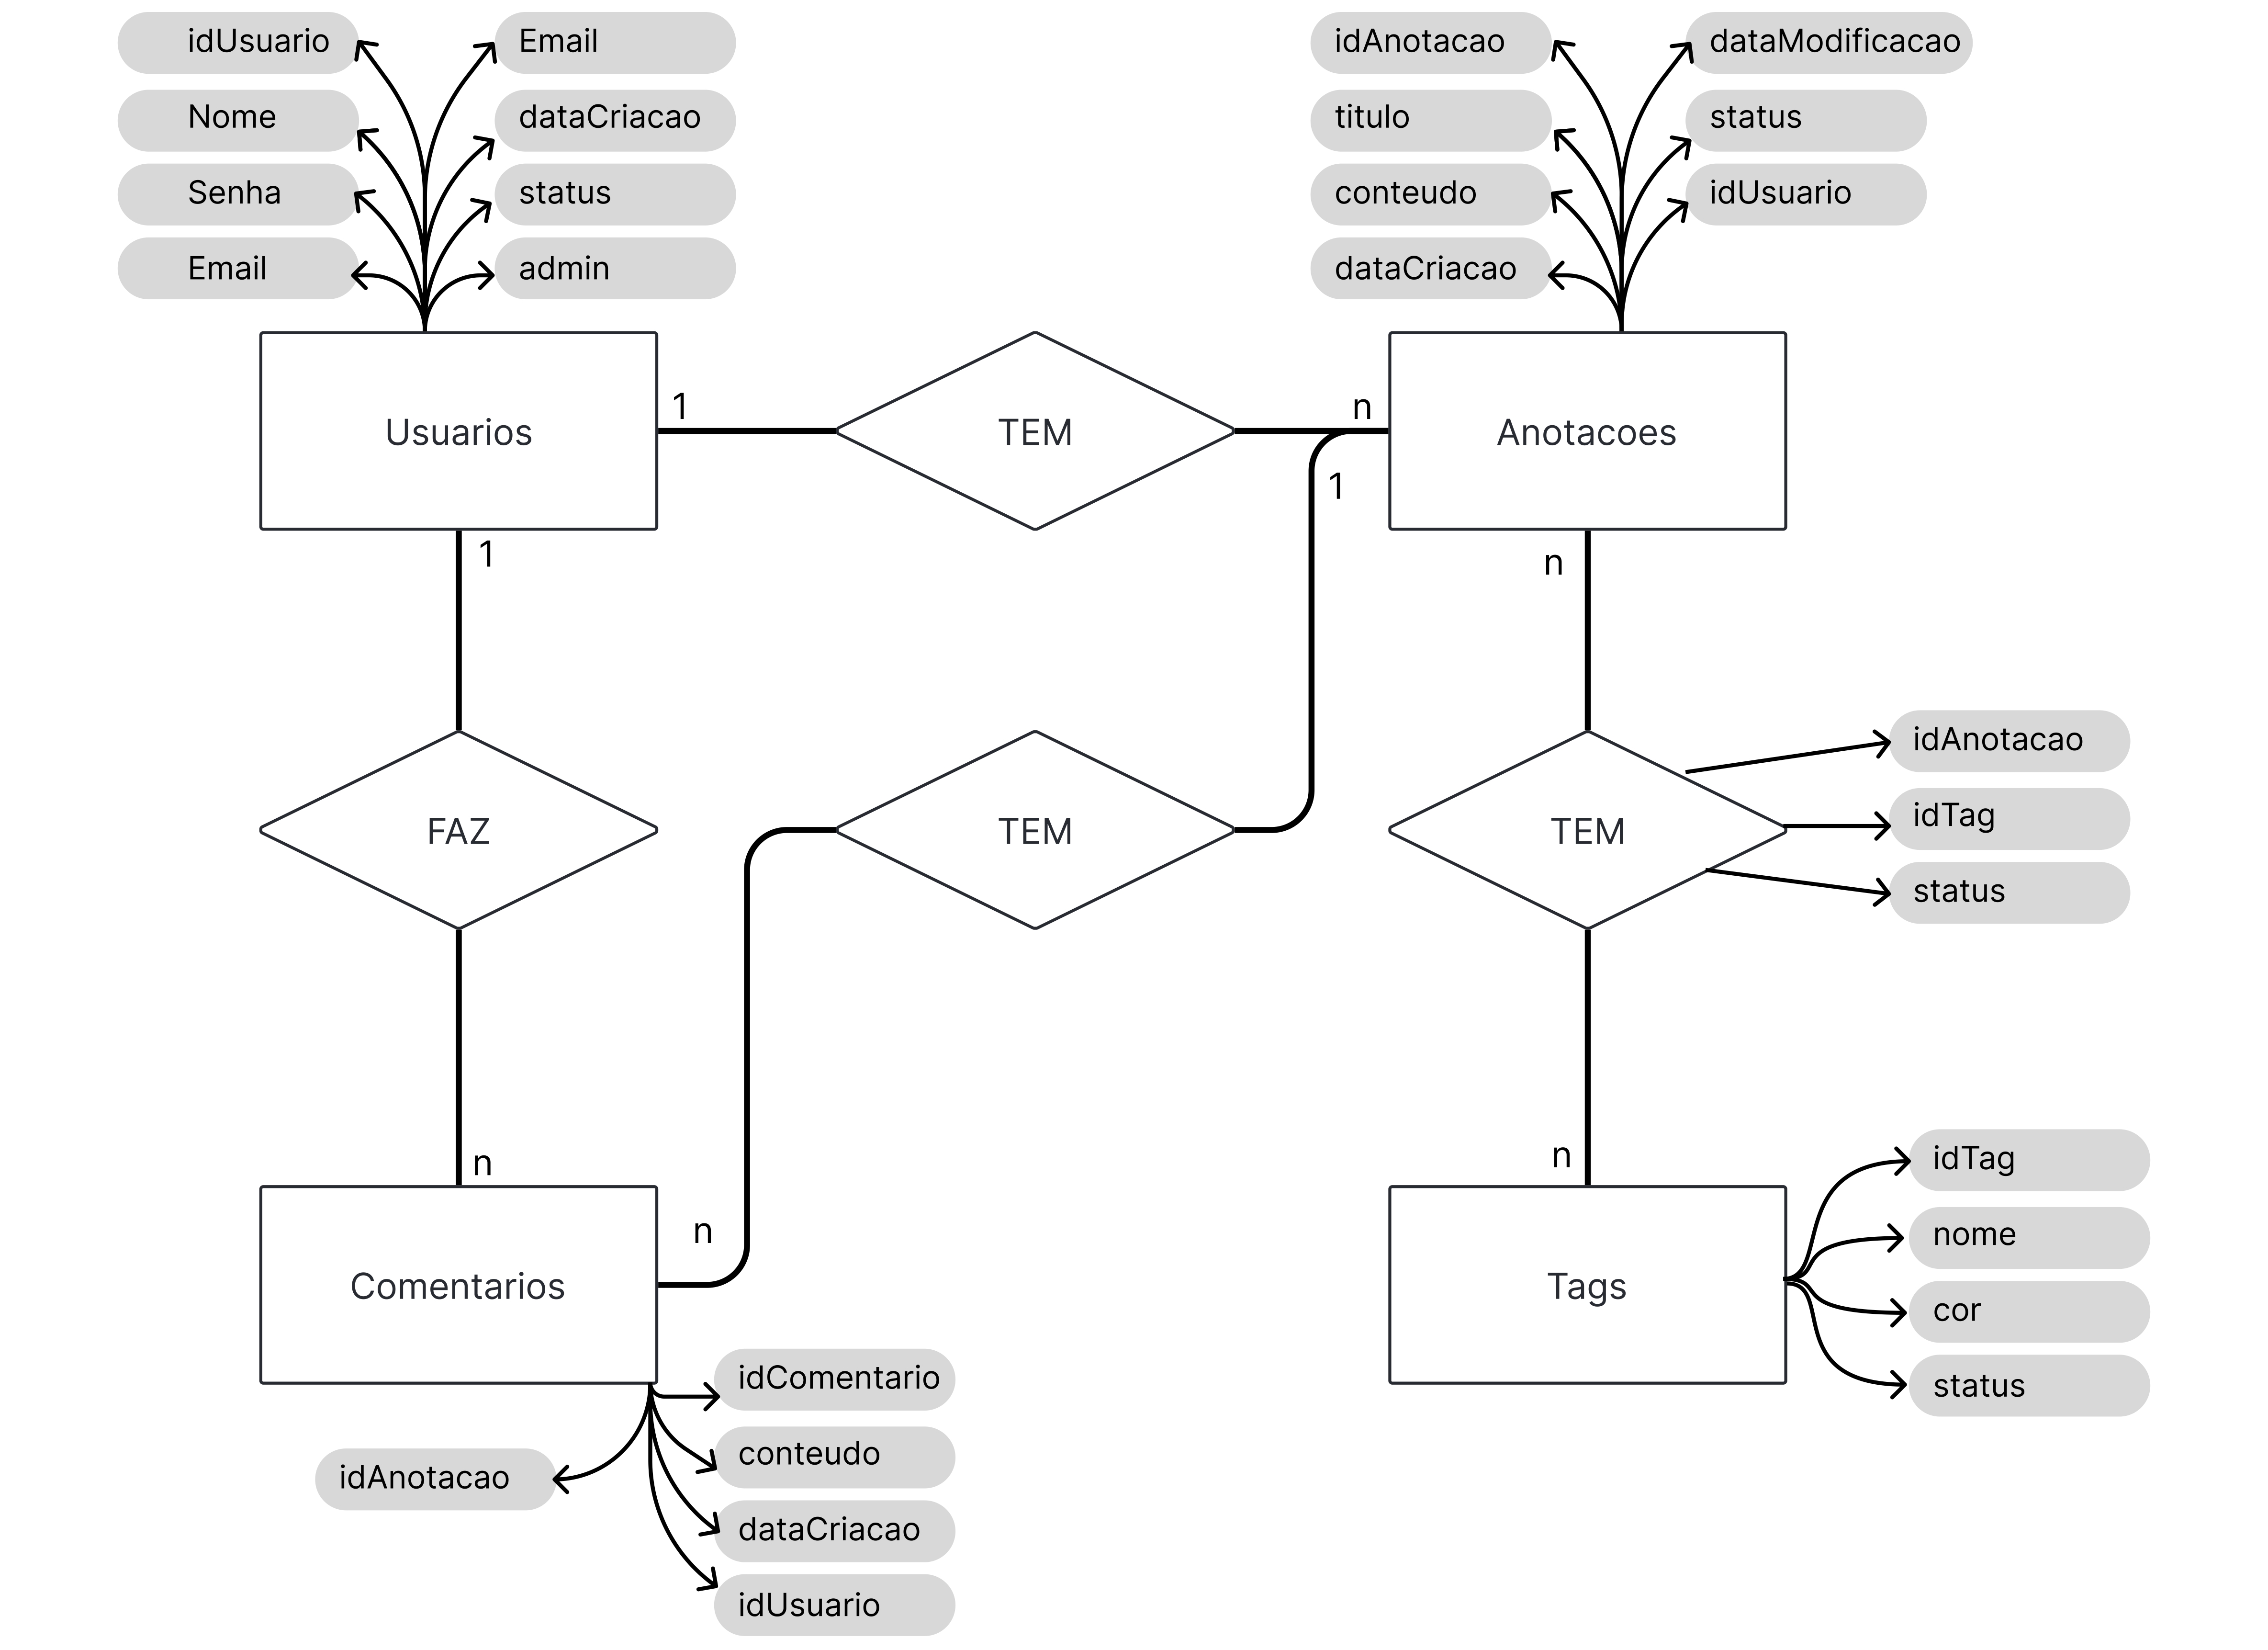 idUsuario
Nome
Senha
Email
Email
dataCriacao
status
admin
idAnotacao
titulo
conteudo
dataCriacao
dataModificacao
status
idUsuario
Usuarios
1
TEM
n
Anotacoes
1
1
n
FAZ
TEM
TEM
idAnotacao
idTag
status
n
n
n
Comentarios
Tags
idTag
nome
cor
status
idComentario
conteudo
dataCriacao
idUsuario
idAnotacao